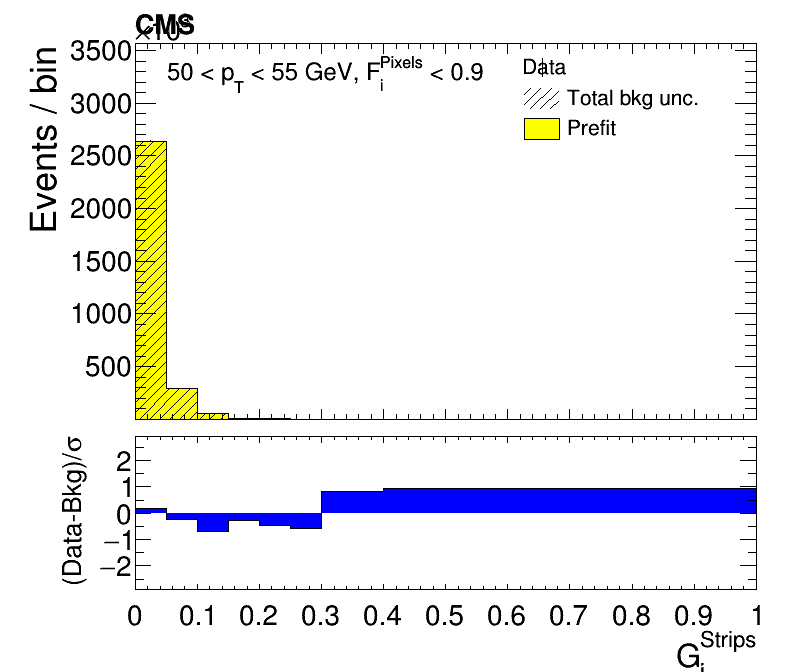 CMS
×10³
50 < p_T < 55 GeV, F_i^Pixels < 0.9
Data
Total bkg unc.
Prefit
Events / bin
3500
3000
2500
2000
1500
1000
500
(Data-Bkg)/σ
2
1
0
−1
−2
0 0.1 0.2 0.3 0.4 0.5 0.6 0.7 0.8 0.9 1
G_i^Strips